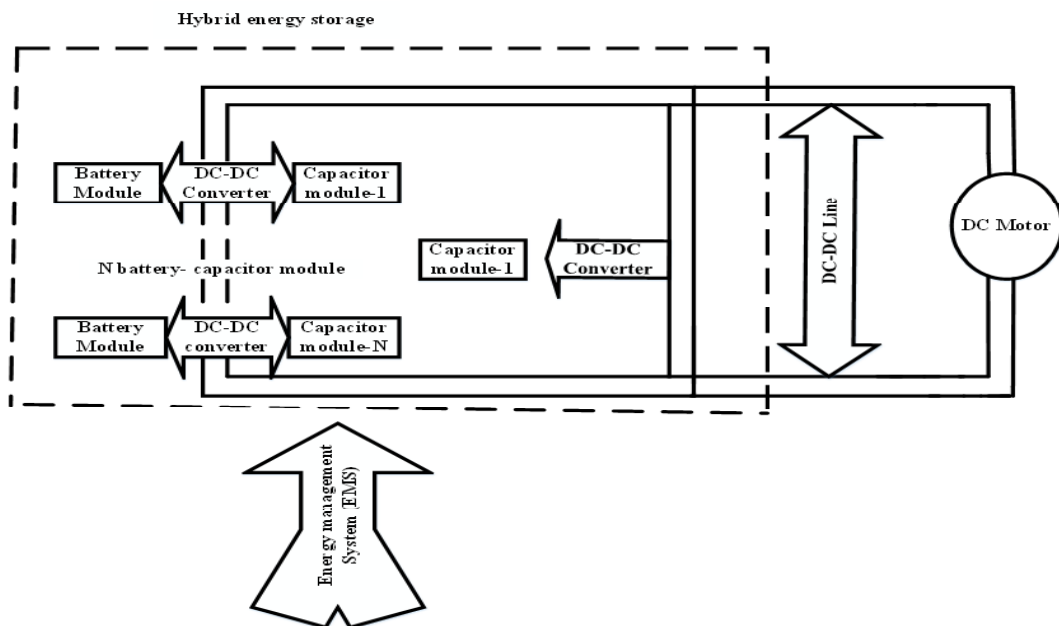 Hybrid energy storage
Battery
Module
DC-DC
Converter
Capacitor
module-1
N battery- capacitor module
Battery
Module
DC-DC
converter
Capacitor
module-N
Capacitor
module-1
DC-DC
Converter
DC-DC Line
DC Motor
Energy management
System (EMS)